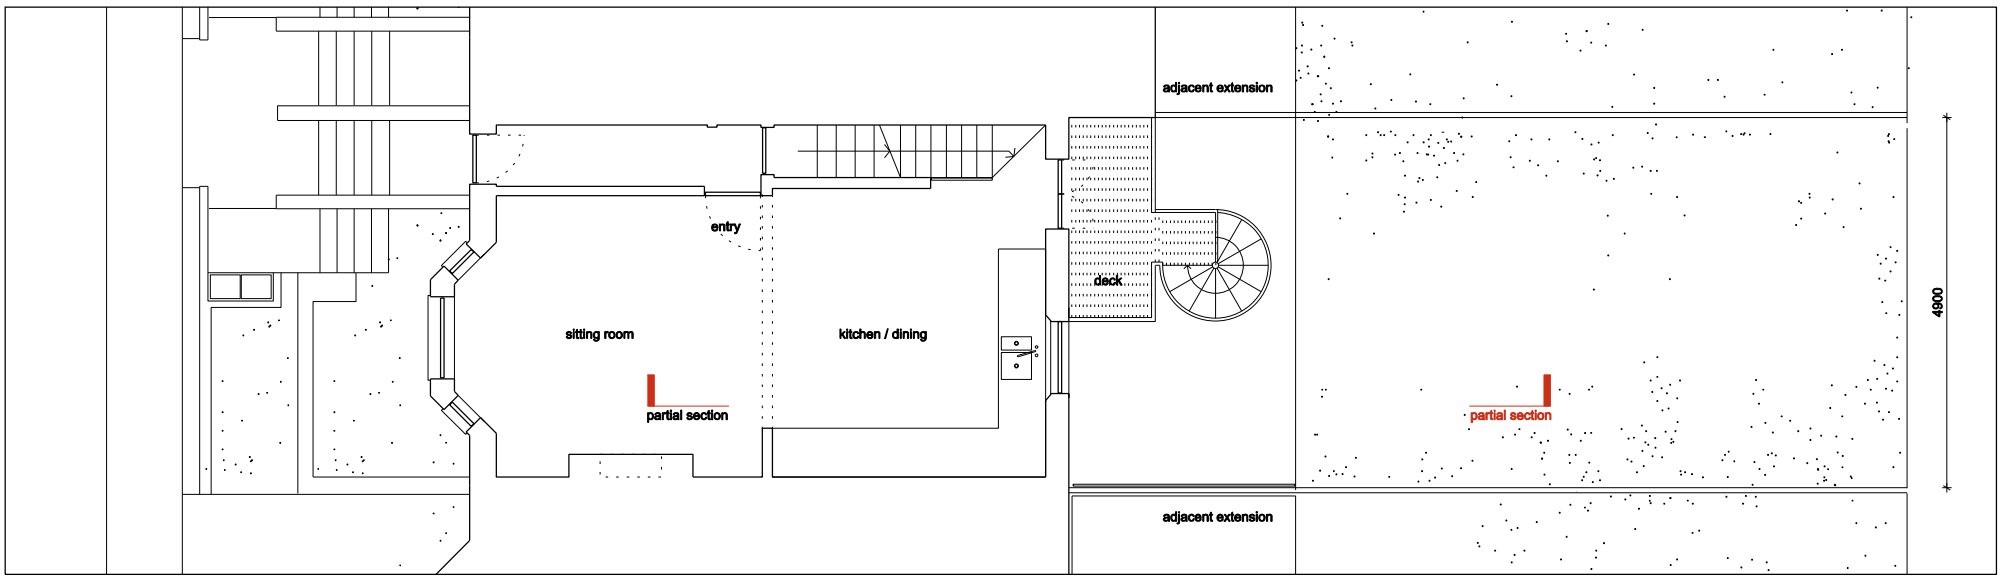 adjacent extension
entry
deck
sitting room
kitchen / dining
4900
partial section
partial section
adjacent extension